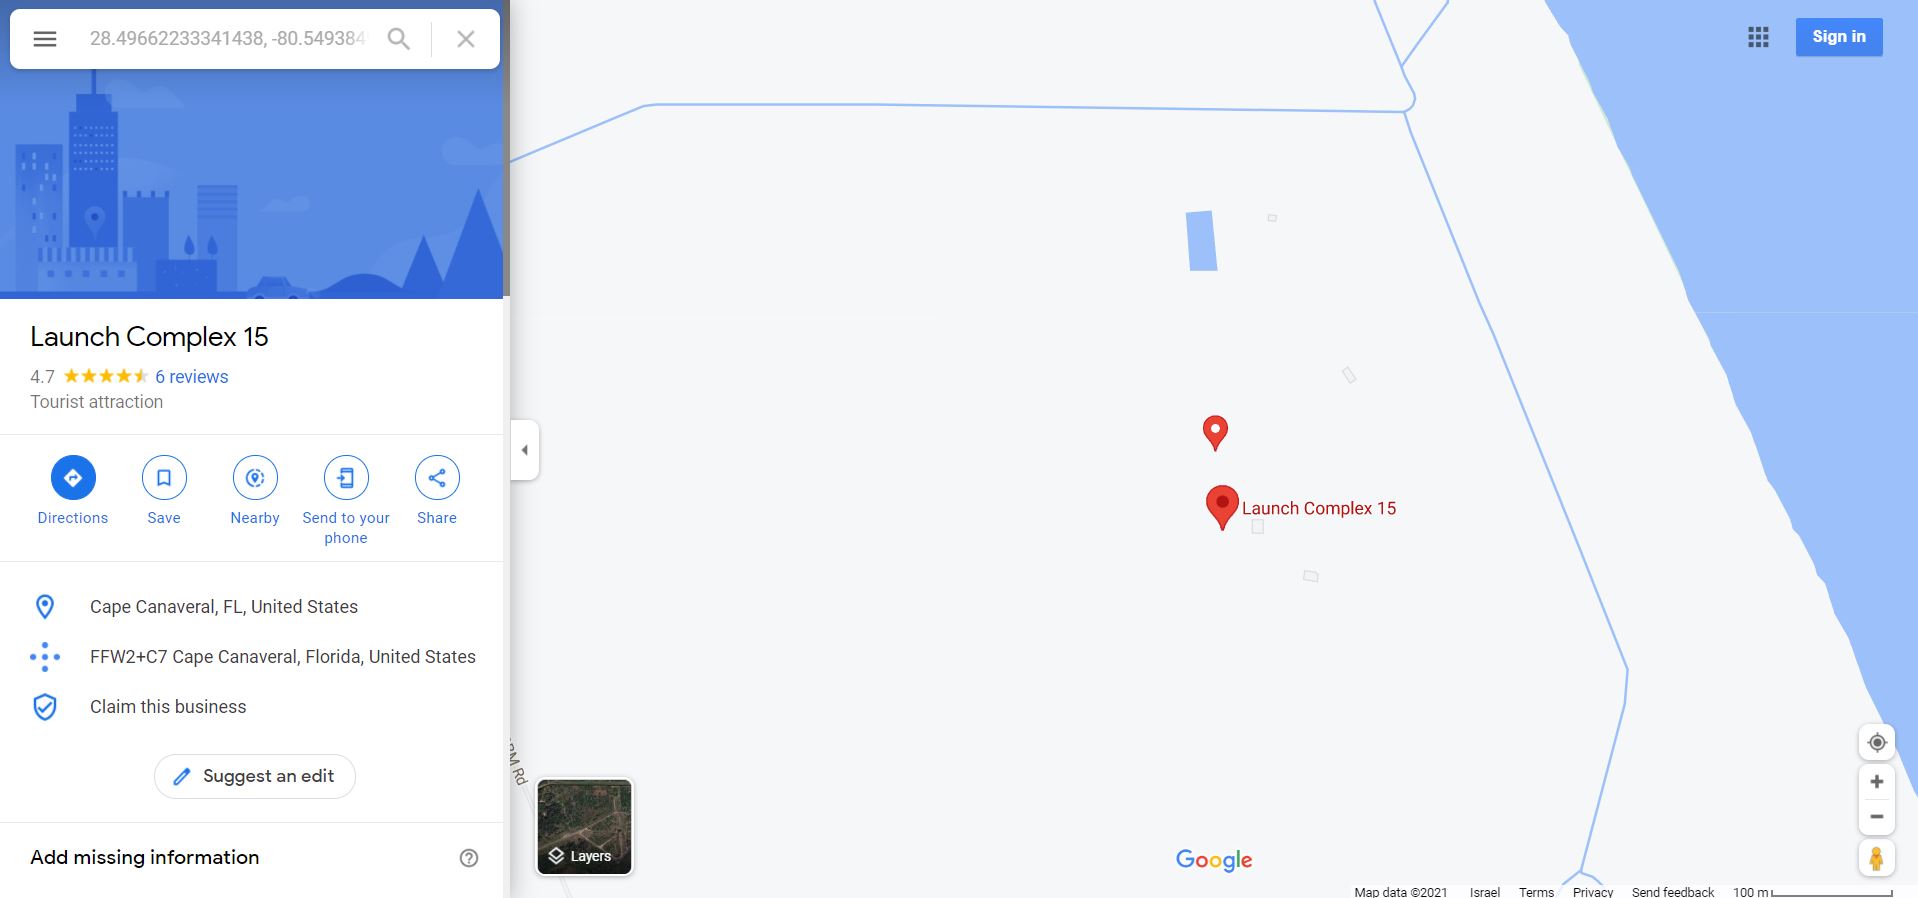 28.49662233341438, -80.549384
Sign in
Launch Complex 15
4.7 6 reviews
Tourist attraction
Directions
Save
Nearby
Send to your
phone
Share
Cape Canaveral, FL, United States
FFW2+C7 Cape Canaveral, Florida, United States
Claim this business
Suggest an edit
Add missing information
Launch Complex 15
Rd
Layers
Google
Map data ©2021 Israel Terms Privacy Send feedback 100 m